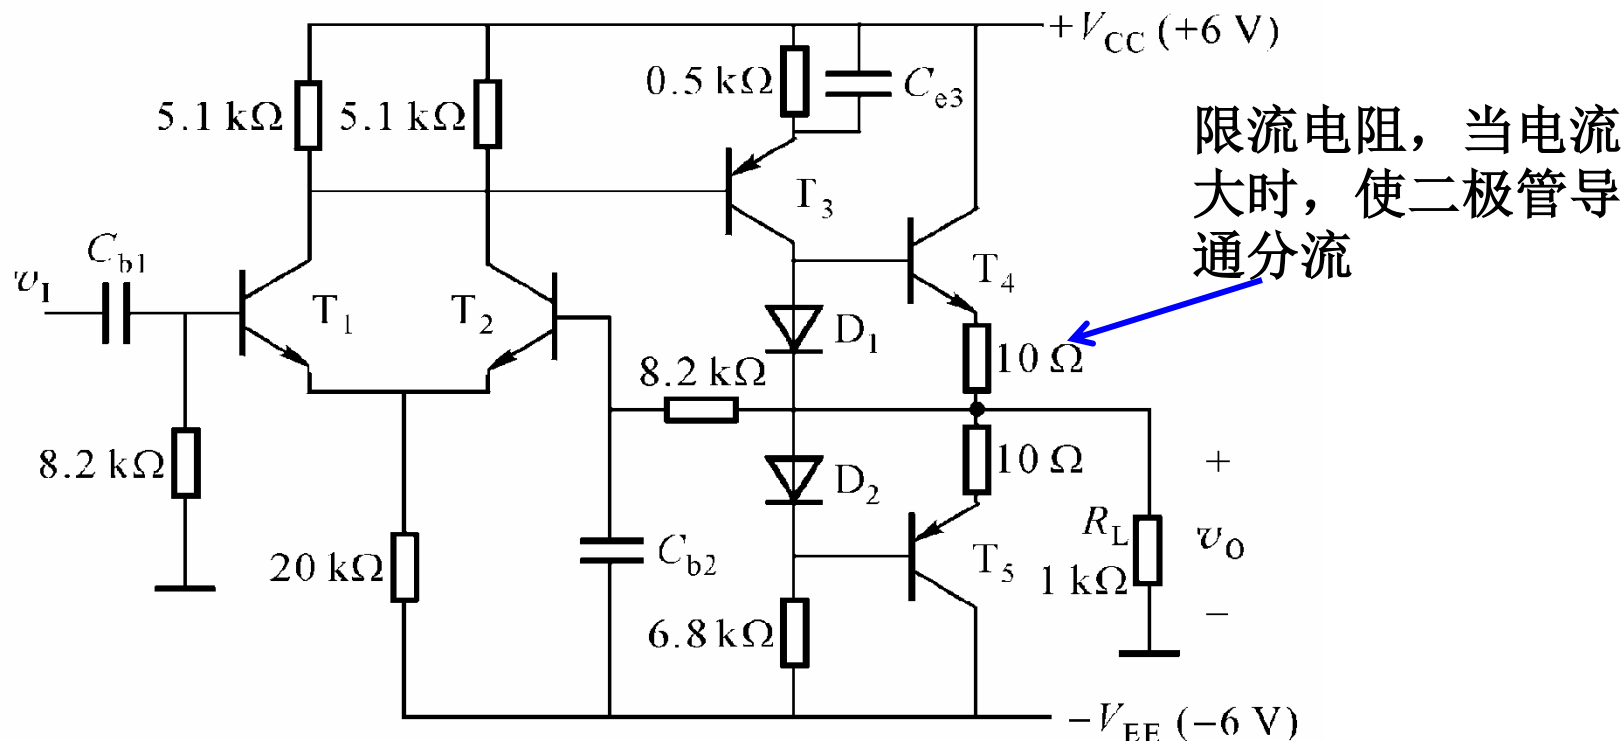 +V_CC (+6 V)
0.5 kΩ
C_e3
5.1 kΩ
5.1 kΩ
限流电阻，当电流
大时，使二极管导
通分流
T_3
C_b1
v_I
T_1
T_2
T_4
D_1
10 Ω
8.2 kΩ
8.2 kΩ
D_2
10 Ω
+
R_L
1 kΩ
v_O
−
20 kΩ
C_b2
T_5
6.8 kΩ
−V_EE (−6 V)